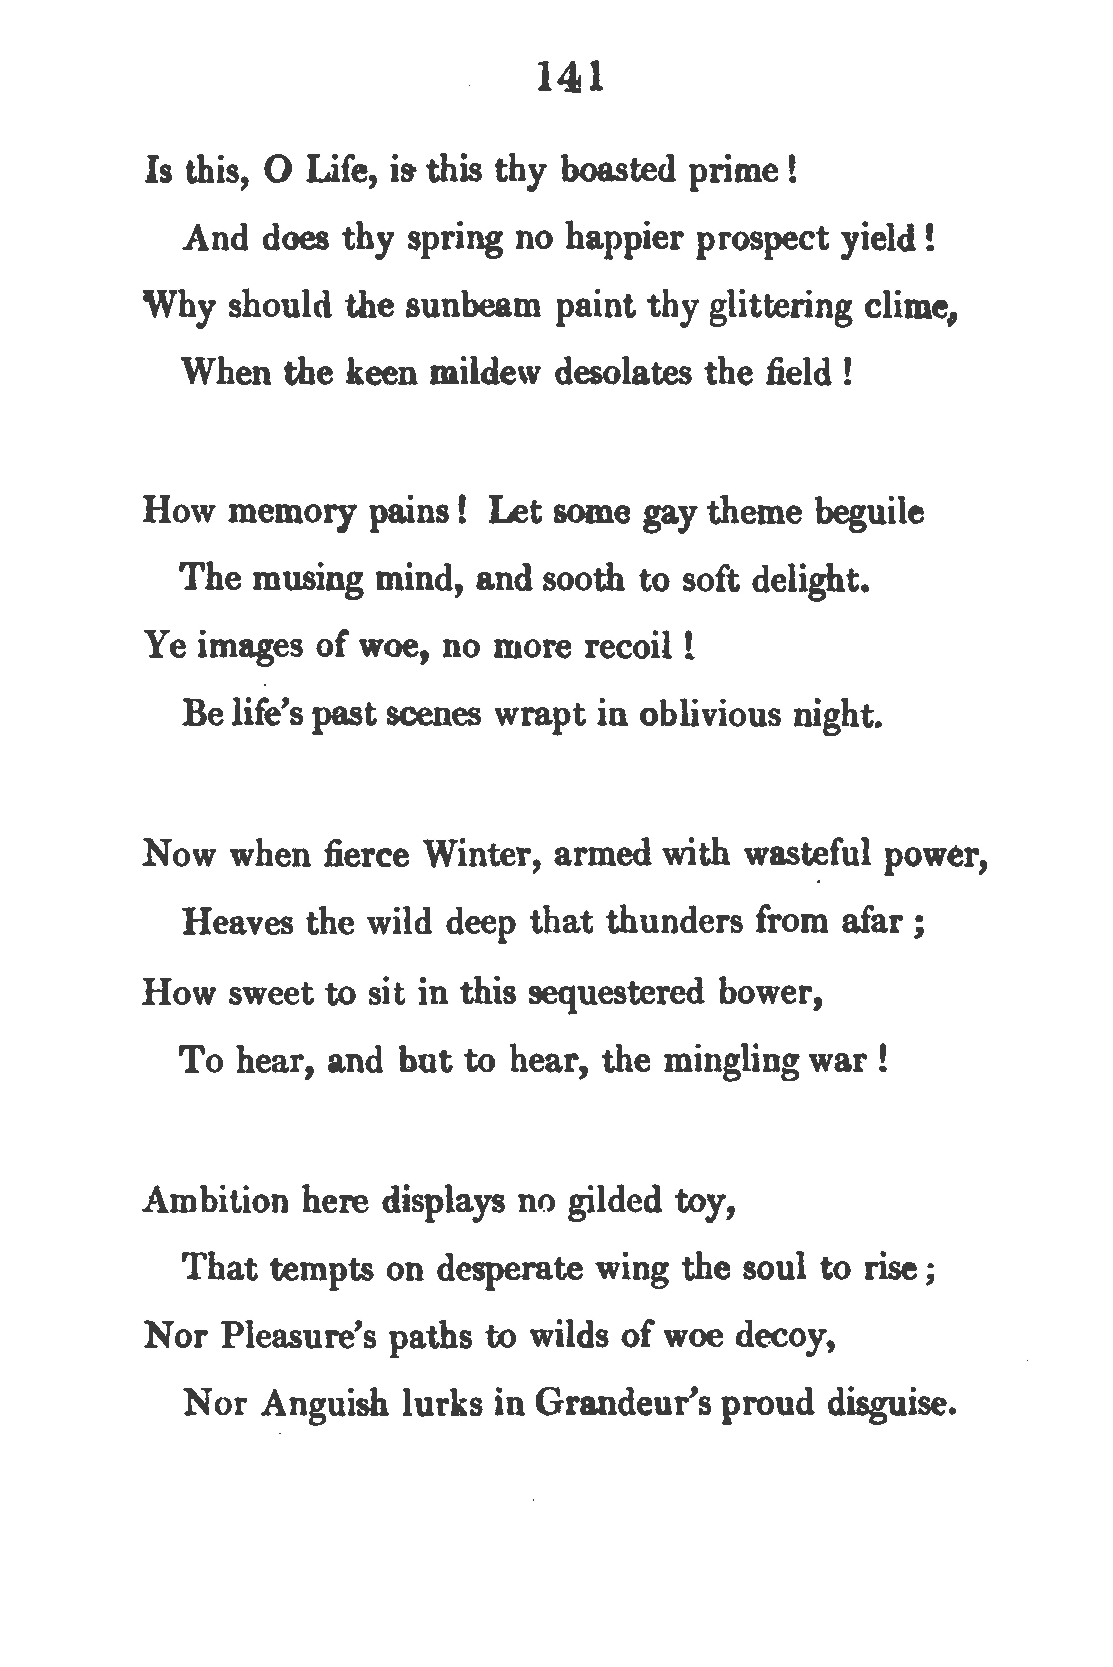 141
Is this, O Life, is this thy boasted prime !
And does thy spring no happier prospect yield !
Why should the sunbeam paint thy glittering clime,
When the keen mildew desolates the field !
How memory pains ! Let some gay theme beguile
The musing mind, and sooth to soft delight.
Ye images of woe, no more recoil !
Be life's past scenes wrapt in oblivious night.
Now when fierce Winter, armed with wasteful power,
Heaves the wild deep that thunders from afar ;
How sweet to sit in this sequestered bower,
To hear, and but to hear, the mingling war !
Ambition here displays no gilded toy,
That tempts on desperate wing the soul to rise ;
Nor Pleasure's paths to wilds of woe decoy,
Nor Anguish lurks in Grandeur's proud disguise.